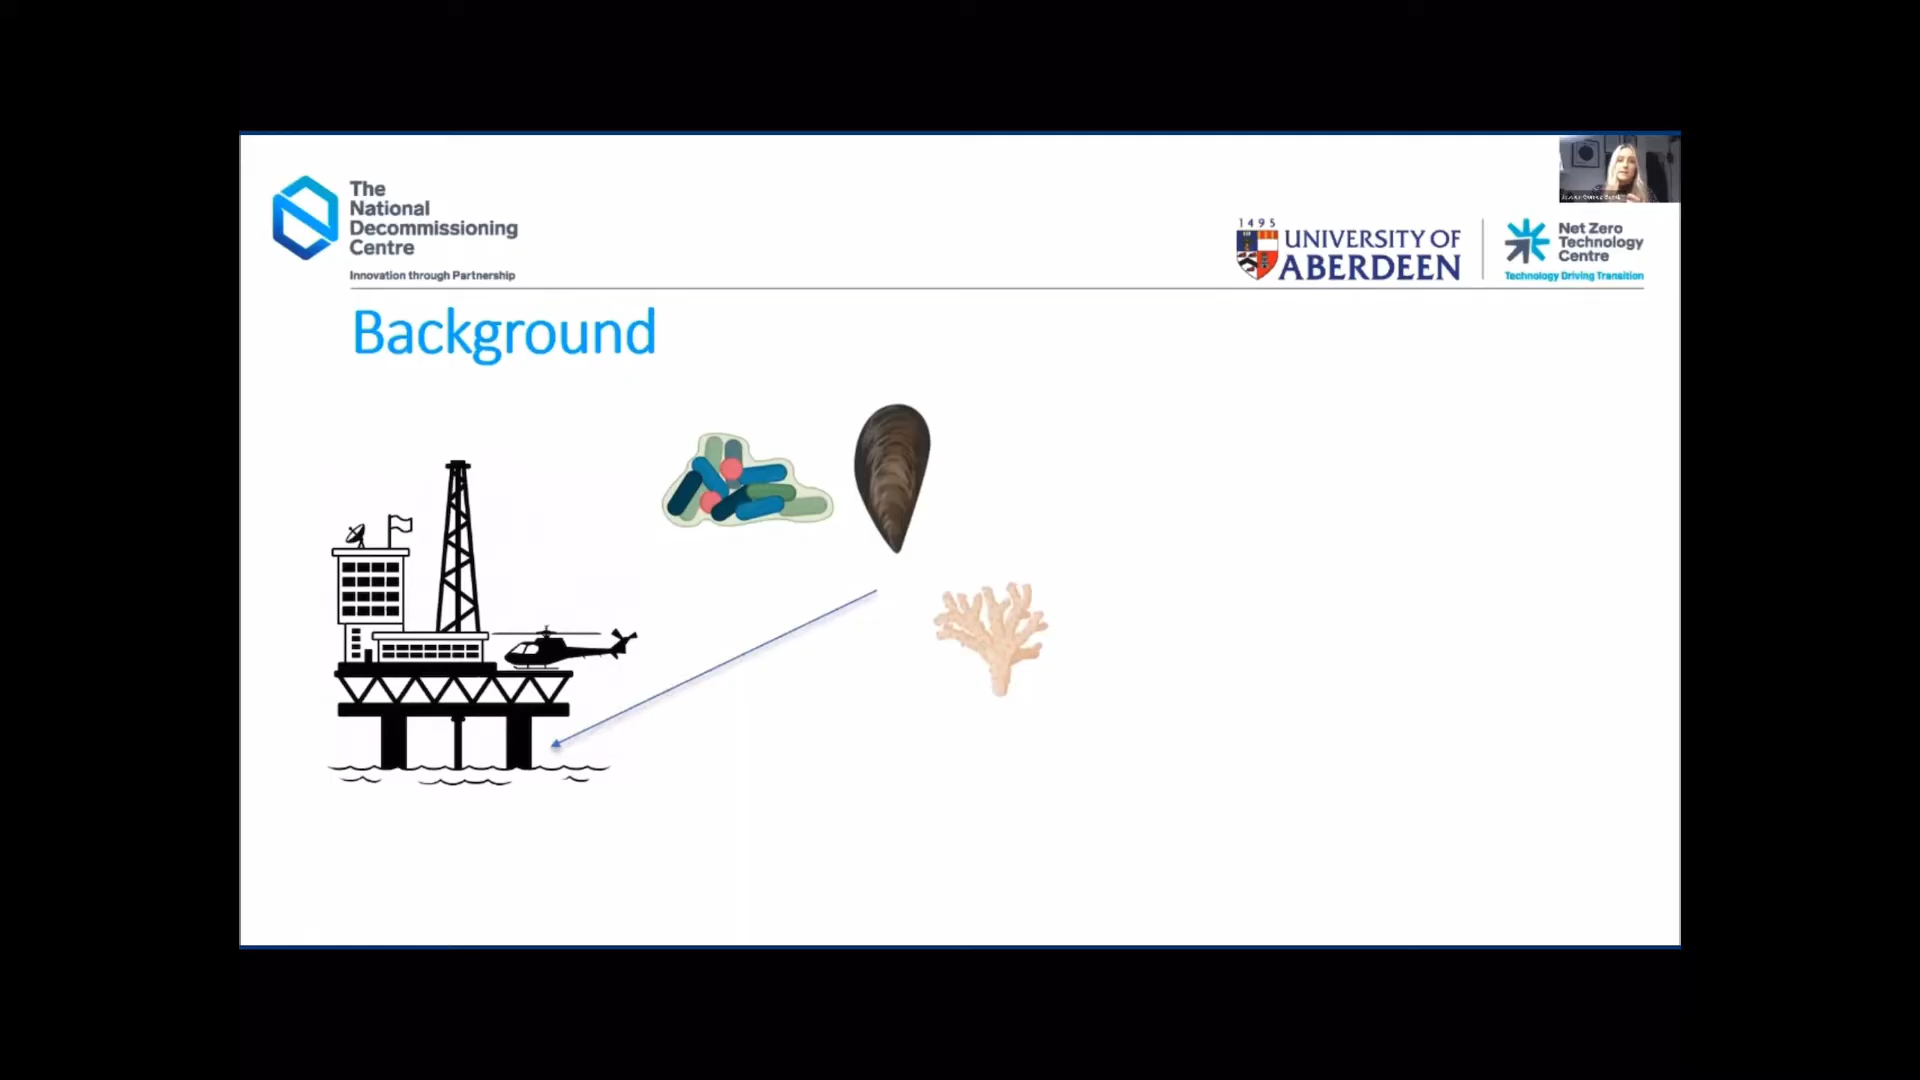 The
National
Decommissioning
Centre
Innovation through Partnership
1495
UNIVERSITY OF
ABERDEEN
Net Zero
Technology
Centre
Technology Driving Transition
Background